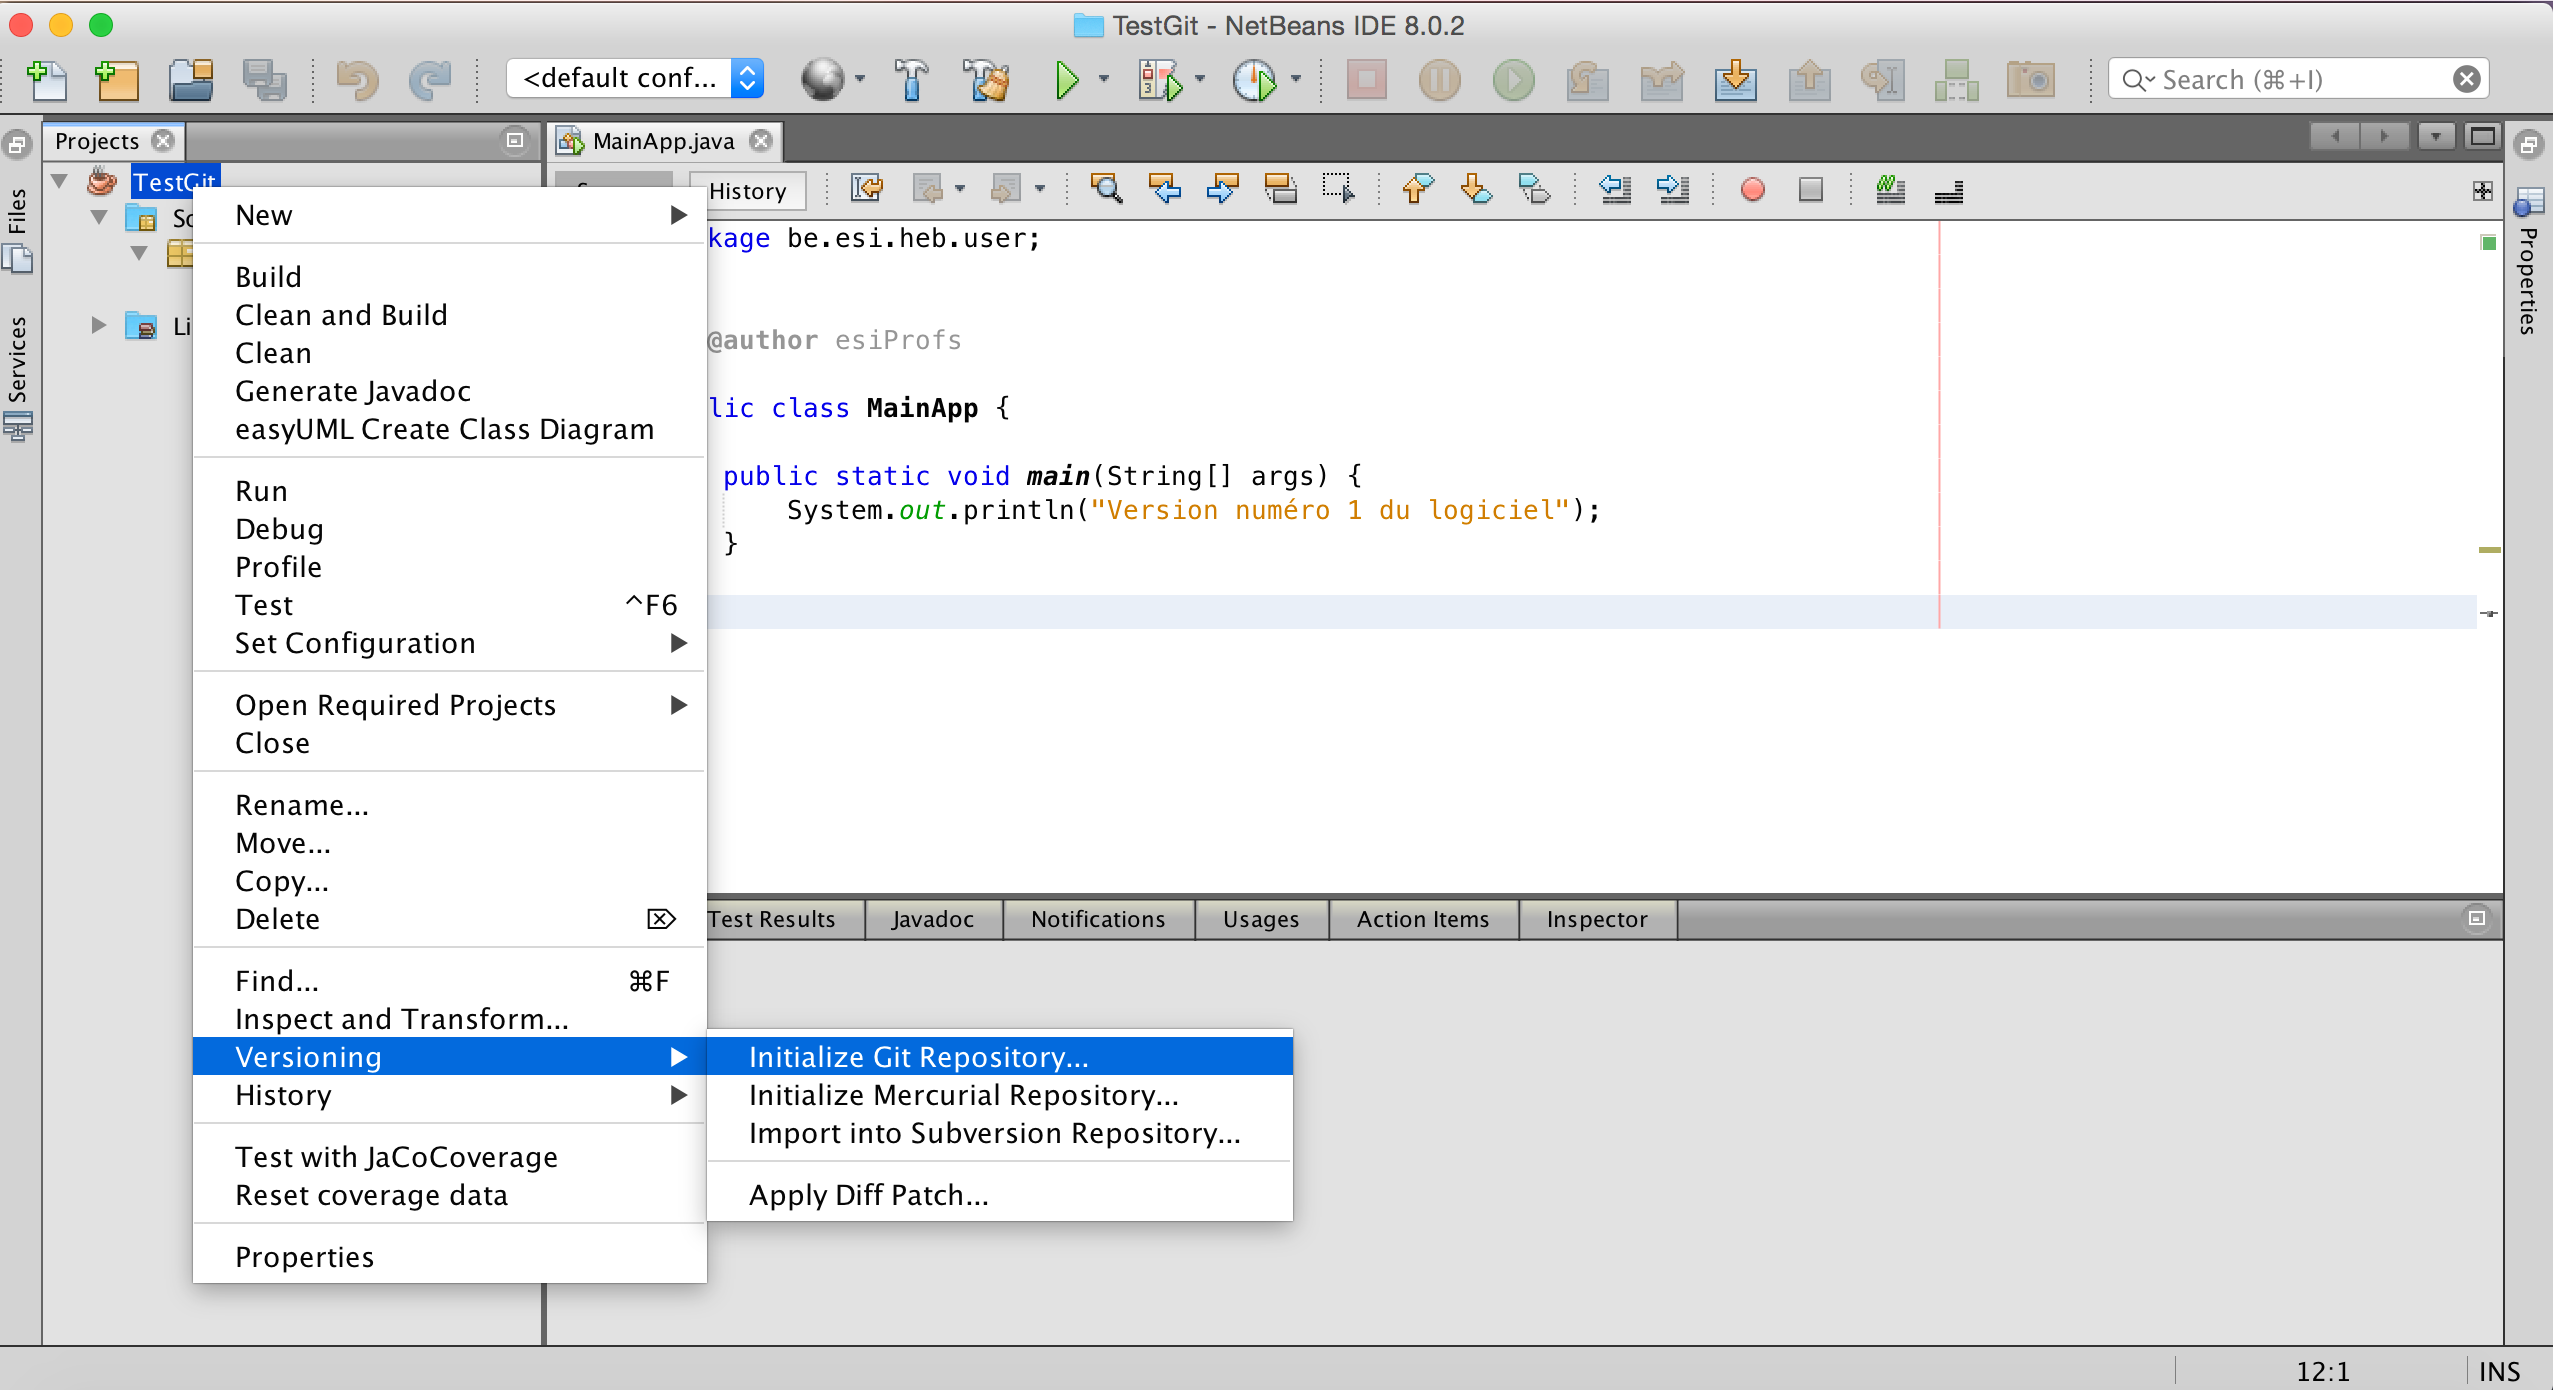 TestGit - NetBeans IDE 8.0.2
<default conf...
Search (⌘+I)
Projects
MainApp.java
Files
Services
Properties
TestGit
History
New
Build
Clean and Build
Clean
Generate Javadoc
easyUML Create Class Diagram
Run
Debug
Profile
Test ^F6
Set Configuration
Open Required Projects
Close
Rename...
Move...
Copy...
Delete
Find... ⌘F
Inspect and Transform...
Versioning
History
Test with JaCoCoverage
Reset coverage data
Properties
Initialize Git Repository...
Initialize Mercurial Repository...
Import into Subversion Repository...
Apply Diff Patch...
kage be.esi.heb.user;
@author esiProfs
lic class MainApp {
public static void main(String[] args) {
System.out.println("Version numéro 1 du logiciel");
}
Test Results
Javadoc
Notifications
Usages
Action Items
Inspector
12:1
INS